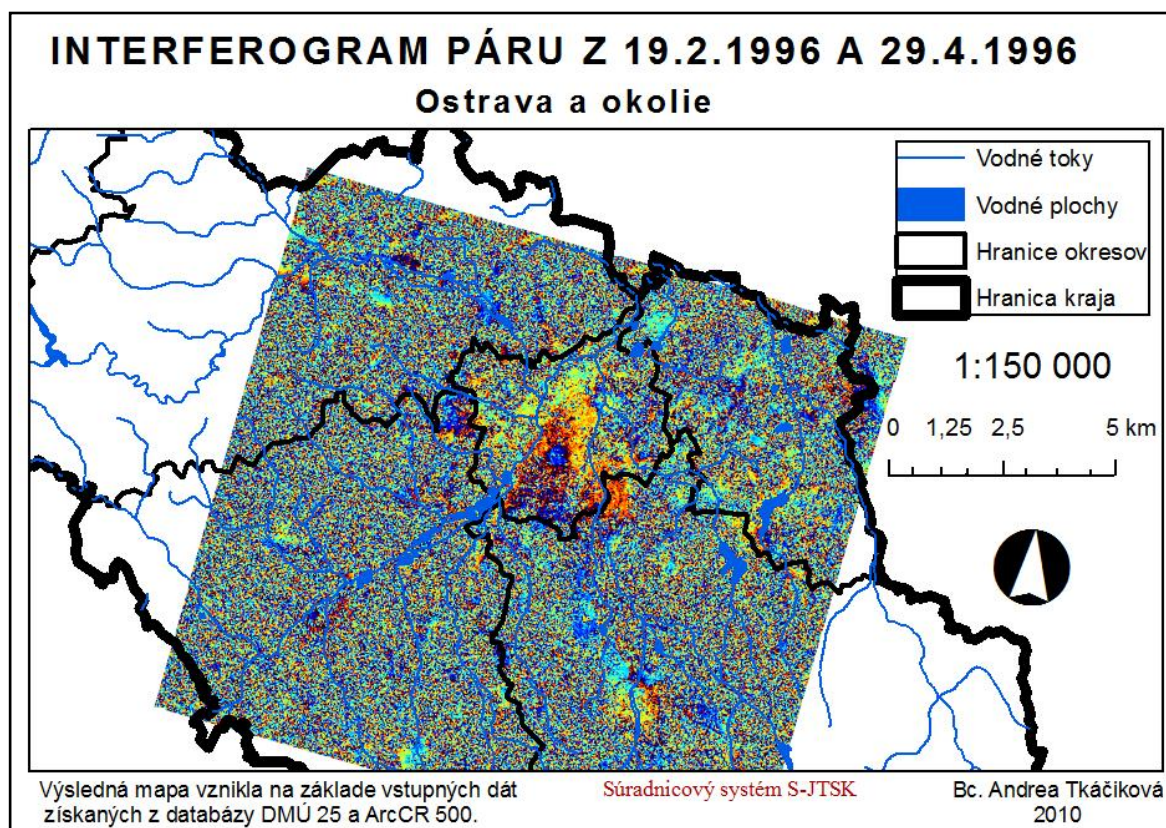 INTERFEROGRAM PÁRU Z 19.2.1996 A 29.4.1996
Ostrava a okolie
Vodné toky
Vodné plochy
Hranice okresov
Hranica kraja
1:150 000
0 1,25 2,5 5 km
Výsledná mapa vznikla na základe vstupných dát
získaných z databázy DMÚ 25 a ArcCR 500.
Súradnicový systém S-JTSK
Bc. Andrea Tkáčiková
2010